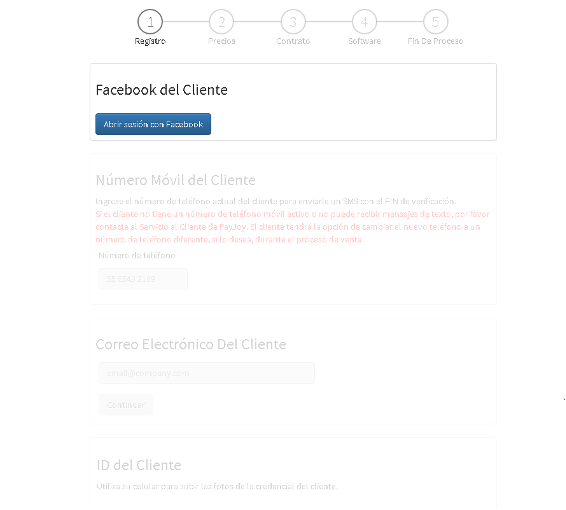 1 2 3 4 5
Registro Precios Contrato Software Fin De Proceso
Facebook del Cliente
Abrir sesión con Facebook
Número Móvil del Cliente
Ingrese el número de teléfono actual del cliente para enviarle un SMS con el PIN de verificación.
Si el cliente no tiene un número de teléfono móvil activo o no puede recibir mensajes de texto, por favor
contacte al Servicio al Cliente de PayJoy. El cliente tendrá la opción de cambiar el nuevo teléfono a un
número de teléfono diferente, si lo desea, durante el proceso de venta.
Número de teléfono
Correo Electrónico Del Cliente
email@company.com
Continuar
ID del Cliente
Utiliza su celular para subir las fotos de la credencial del cliente.